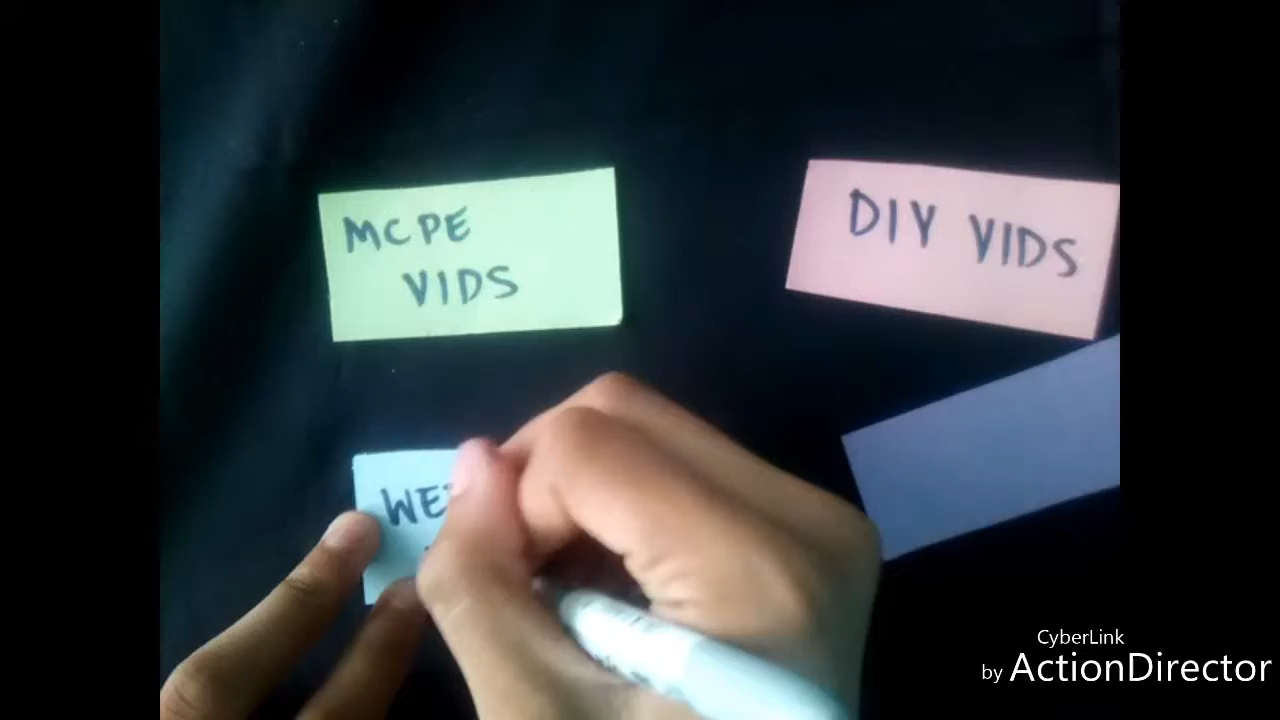 MCPE
VIDS
DIY VIDS
CyberLink
by ActionDirector